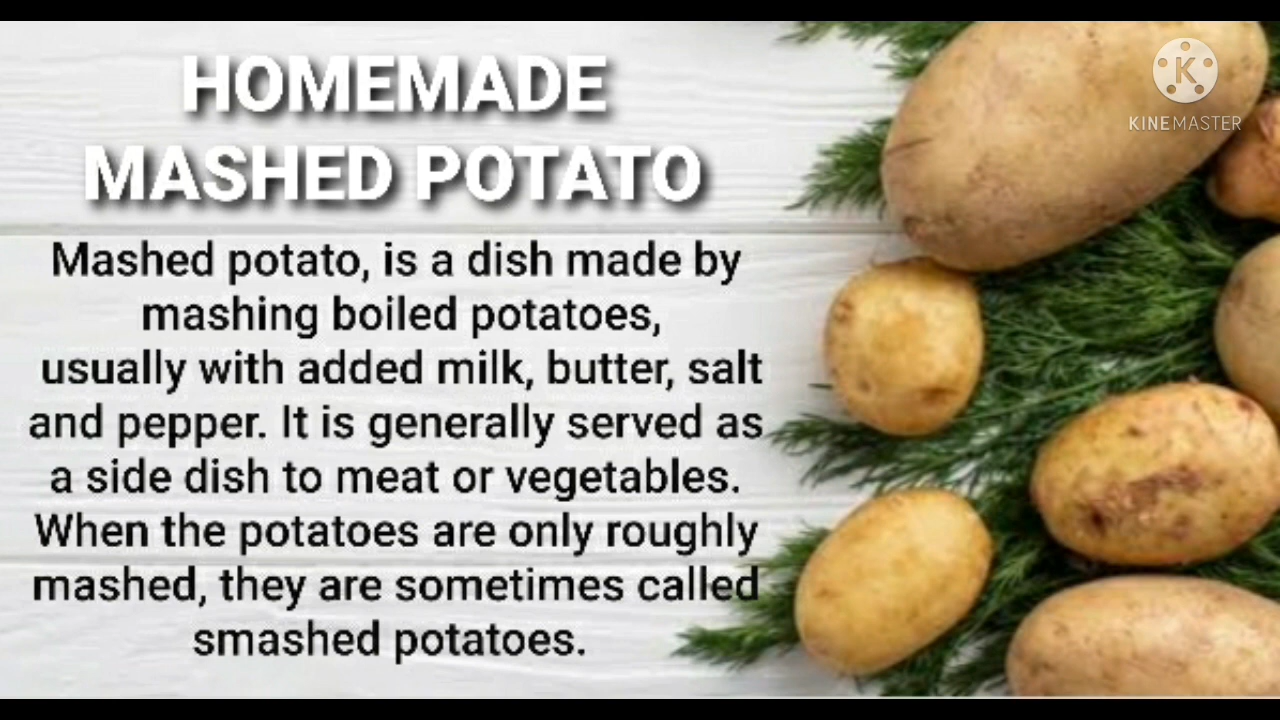 HOMEMADE
MASHED POTATO
Mashed potato, is a dish made by
mashing boiled potatoes,
usually with added milk, butter, salt
and pepper. It is generally served as
a side dish to meat or vegetables.
When the potatoes are only roughly
mashed, they are sometimes called
smashed potatoes.
K
KINEMASTER